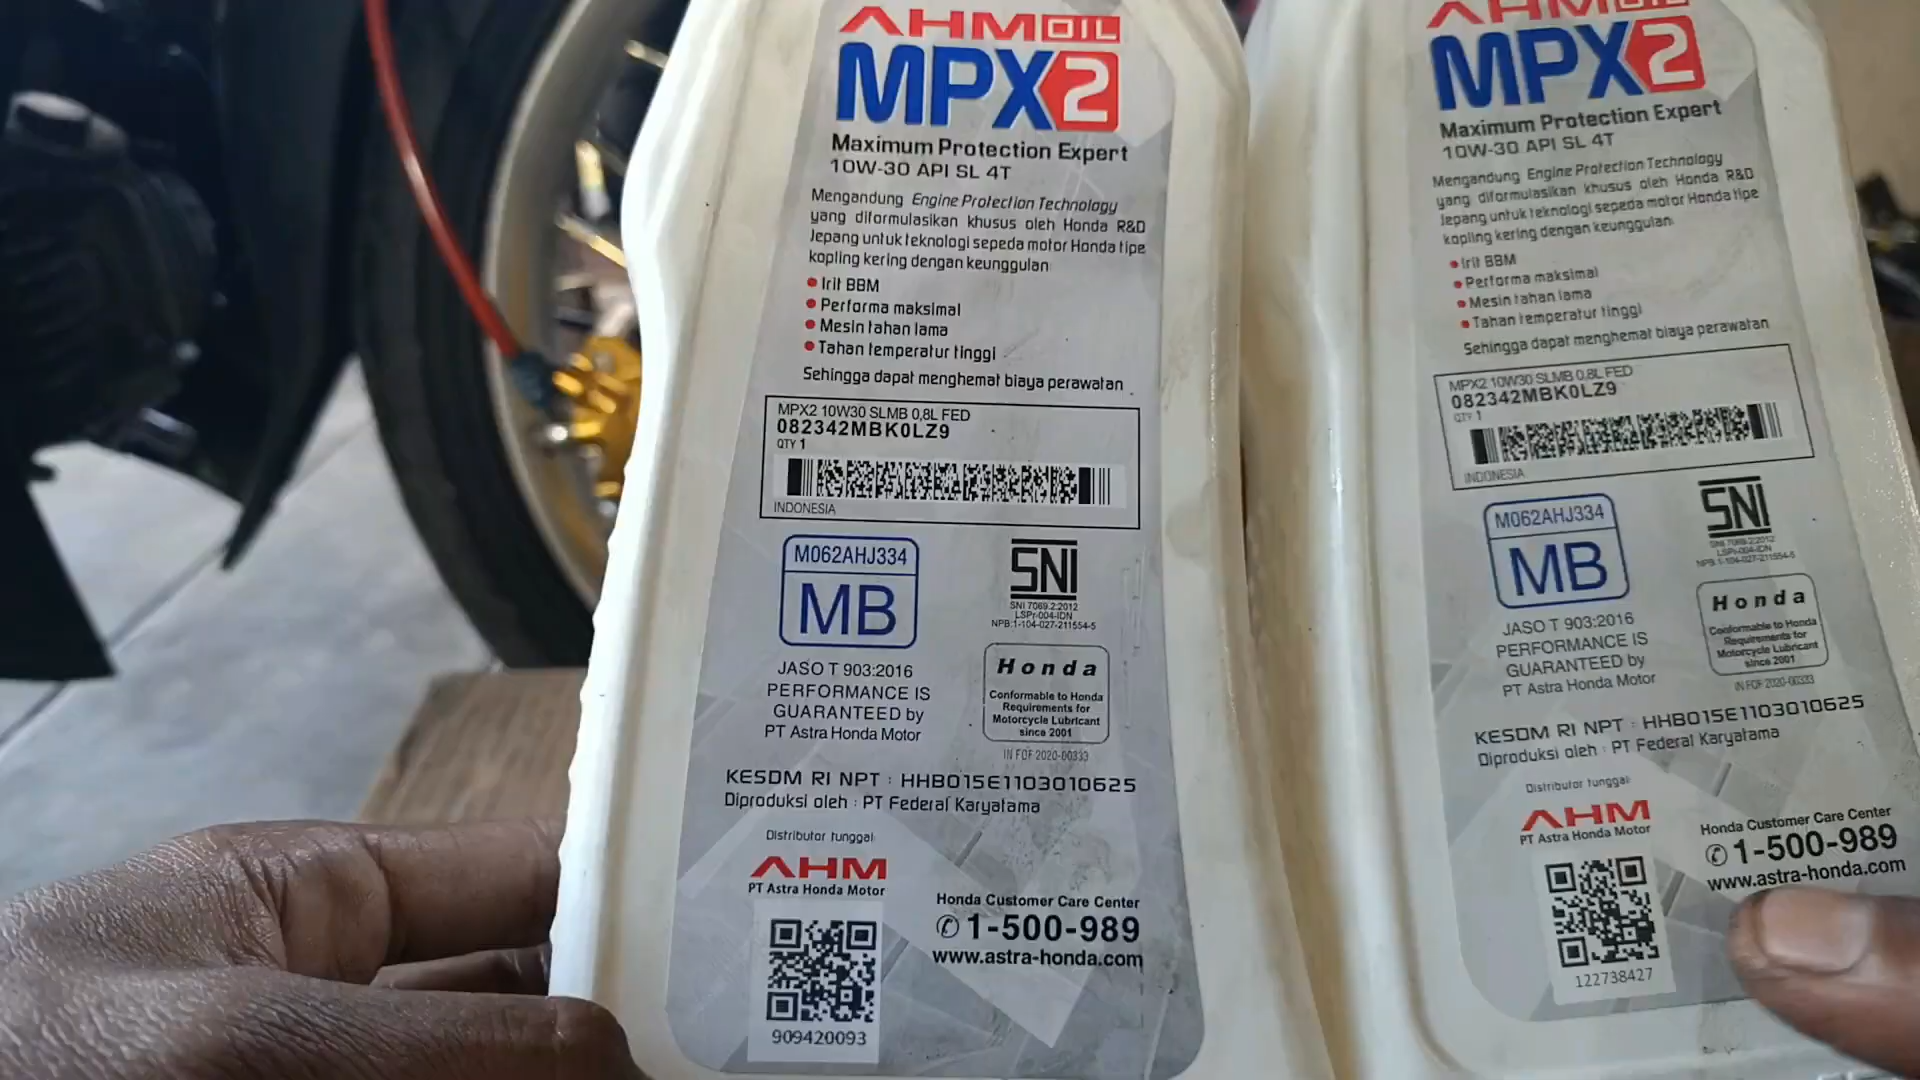 AHM OIL
MPX2
Maximum Protection Expert
10W-30 API SL 4T
Mengandung Engine Protection Technology
yang diformulasikan khusus oleh Honda R&D
Jepang untuk teknologi sepeda motor Honda tipe
kopling kering dengan keunggulan:
• Irit BBM
• Performa maksimal
• Mesin tahan lama
• Tahan temperatur tinggi
Sehingga dapat menghemat biaya perawatan
MPX2 10W30 SLMB 0,8L FED
082342MBK0LZ9
QTY 1
INDONESIA
M062AHJ334
MB
JASO T 903:2016
PERFORMANCE IS
GUARANTEED by
PT Astra Honda Motor
SNI
SNI 7069.2:2012
LSPr-004-IDN
NPB:1-104-027-211554-5
Honda
Conformable to Honda
Requirements for
Motorcycle Lubricant
since 2001
IN FOF 2020-00333
KESDM RI NPT : HHB015E1103010625
Diproduksi oleh : PT Federal Karyatama
Distributor tunggal:
AHM
PT Astra Honda Motor
909420093
Honda Customer Care Center
1-500-989
www.astra-honda.com
AHM OIL
MPX2
Maximum Protection Expert
10W-30 API SL 4T
Mengandung Engine Protection Technology
yang diformulasikan khusus oleh Honda R&D
Jepang untuk teknologi sepeda motor Honda tipe
kopling kering dengan keunggulan:
• Irit BBM
• Performa maksimal
• Mesin tahan lama
• Tahan temperatur tinggi
Sehingga dapat menghemat biaya perawatan
MPX2 10W30 SLMB 0,8L FED
082342MBK0LZ9
QTY 1
INDONESIA
M062AHJ334
MB
JASO T 903:2016
PERFORMANCE IS
GUARANTEED by
PT Astra Honda Motor
SNI
SNI 7069.2:2012
LSPr-004-IDN
NPB:1-104-027-211554-5
Honda
Conformable to Honda
Requirements for
Motorcycle Lubricant
since 2001
IN FOF 2020-00333
KESDM RI NPT : HHB015E1103010625
Diproduksi oleh : PT Federal Karyatama
Distributor tunggal:
AHM
PT Astra Honda Motor
122738427
Honda Customer Care Center
1-500-989
www.astra-honda.com